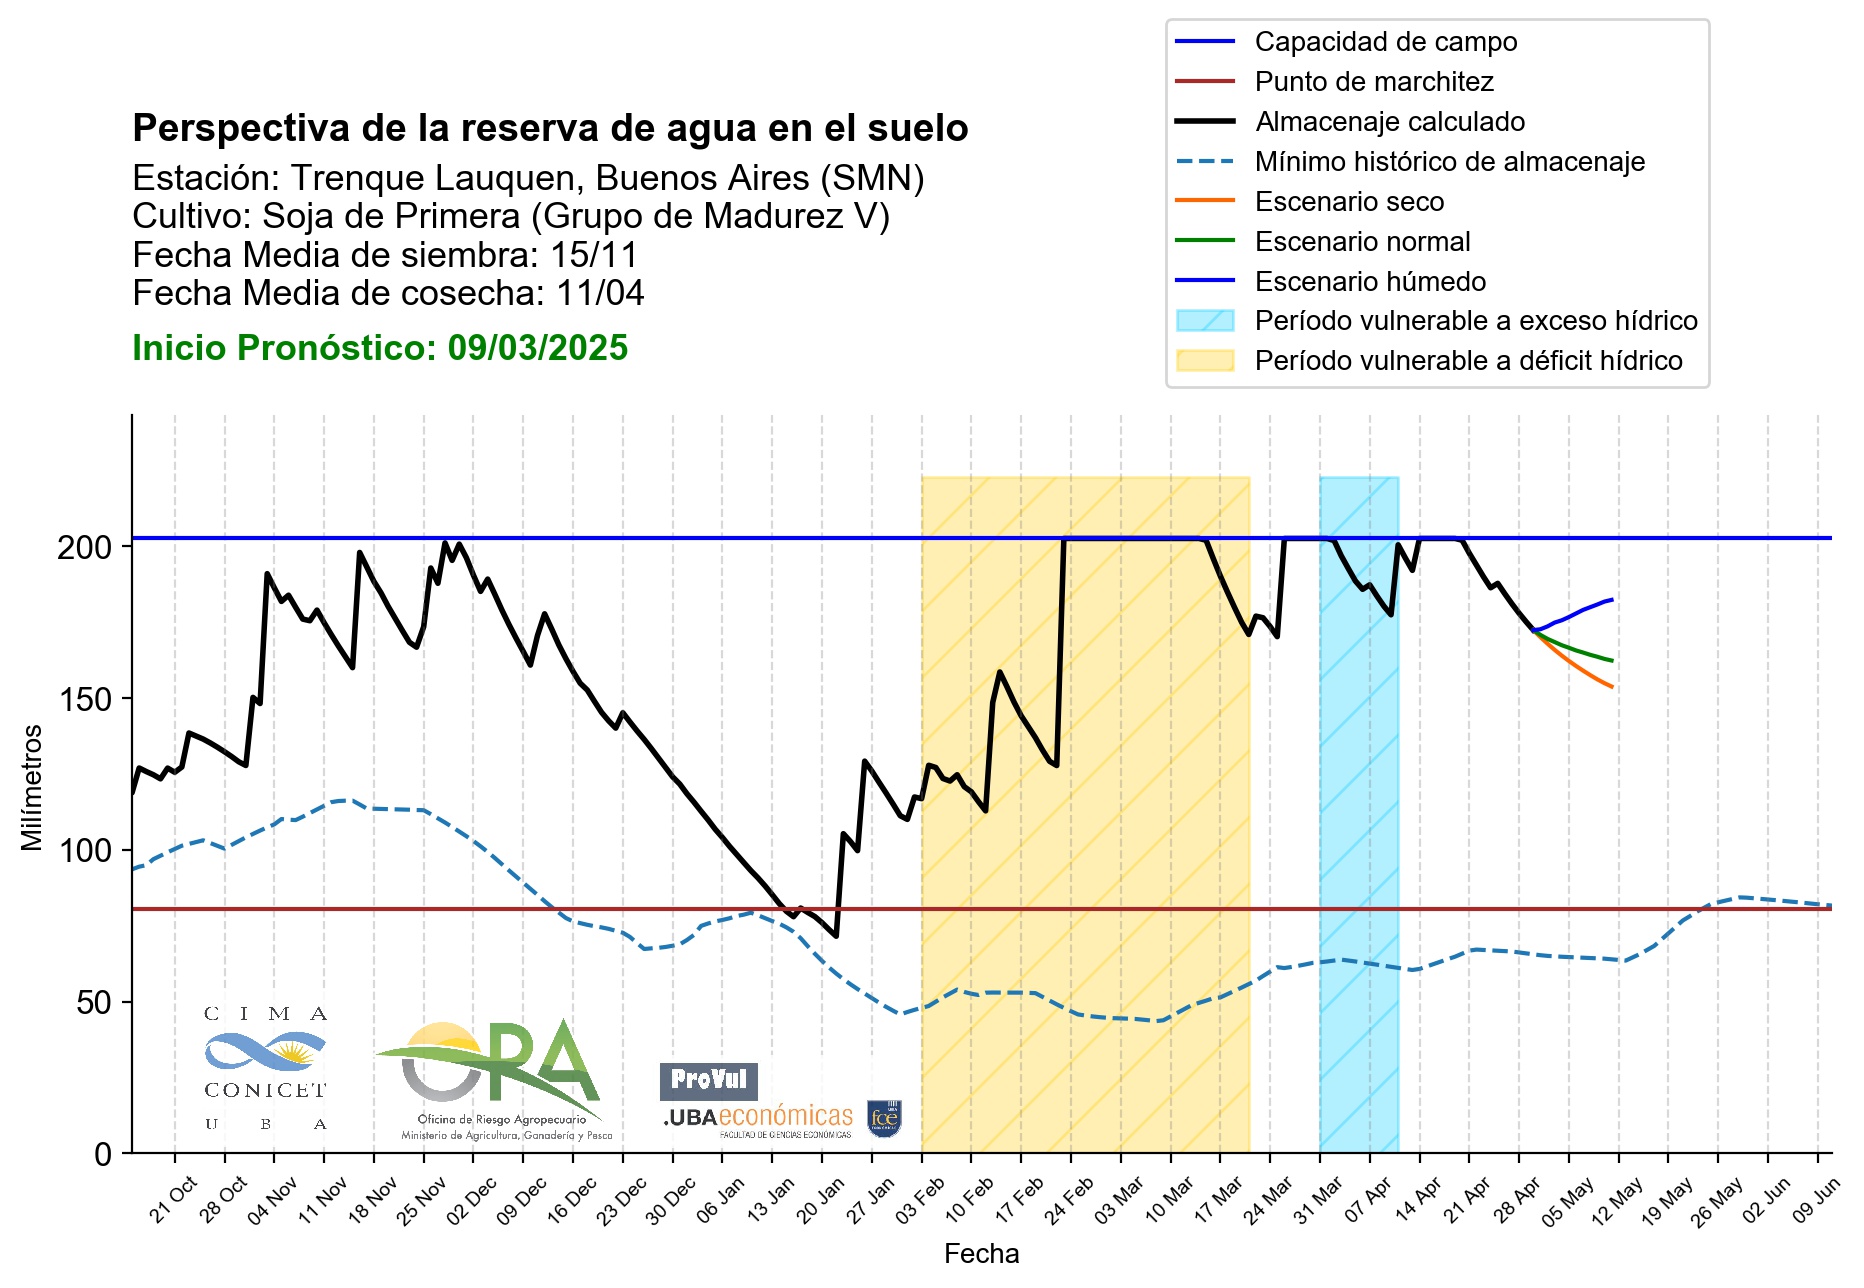 Capacidad de campo
Punto de marchitez
Almacenaje calculado
Mínimo histórico de almacenaje
Escenario seco
Escenario normal
Escenario húmedo
Período vulnerable a exceso hídrico
Período vulnerable a déficit hídrico
Perspectiva de la reserva de agua en el suelo
Estación: Trenque Lauquen, Buenos Aires (SMN)
Cultivo: Soja de Primera (Grupo de Madurez V)
Fecha Media de siembra: 15/11
Fecha Media de cosecha: 11/04
Inicio Pronóstico: 09/03/2025
200
150
100
50
0
Milímetros
CIMA
CONICET
UBA
ORA
Oficina de Riesgo Agropecuario
Ministerio de Agricultura, Ganadería y Pesca
ProVul
.UBAeconómicas
FACULTAD DE CIENCIAS ECONÓMICAS
fce
21 Oct
28 Oct
04 Nov
11 Nov
18 Nov
25 Nov
02 Dec
09 Dec
16 Dec
23 Dec
30 Dec
06 Jan
13 Jan
20 Jan
27 Jan
03 Feb
10 Feb
17 Feb
24 Feb
03 Mar
10 Mar
17 Mar
24 Mar
31 Mar
07 Apr
14 Apr
21 Apr
28 Apr
05 May
12 May
19 May
26 May
02 Jun
09 Jun
Fecha